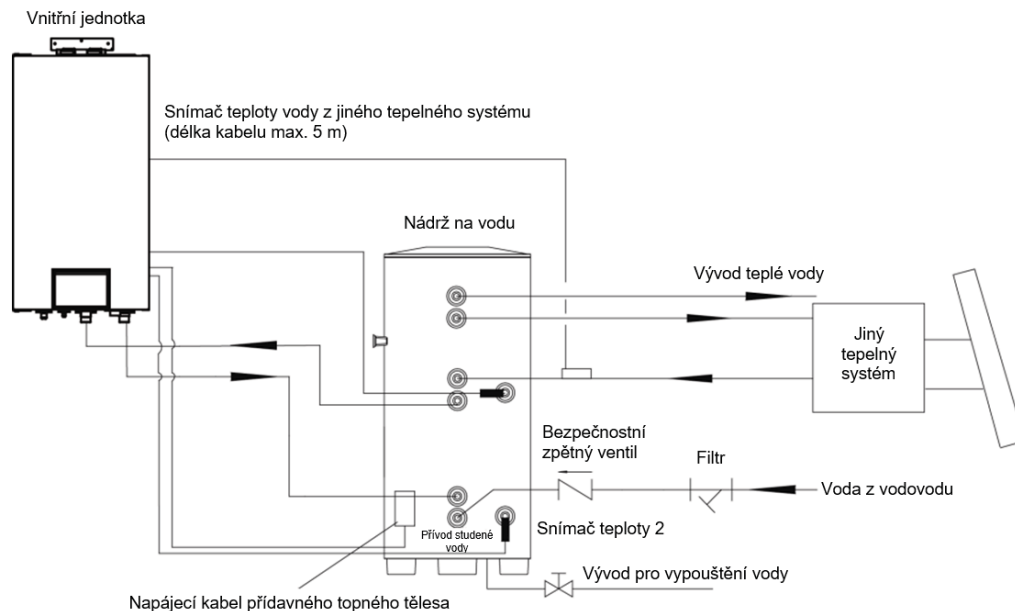 Vnitřní jednotka
Snímač teploty vody z jiného tepelného systému
(délka kabelu max. 5 m)
Nádrž na vodu
Vývod teplé vody
Jiný
tepelný
systém
Bezpečnostní
zpětný ventil
Filtr
Voda z vodovodu
Přívod studené
vody
Snímač teploty 2
Vývod pro vypouštění vody
Napájecí kabel přídavného topného tělesa